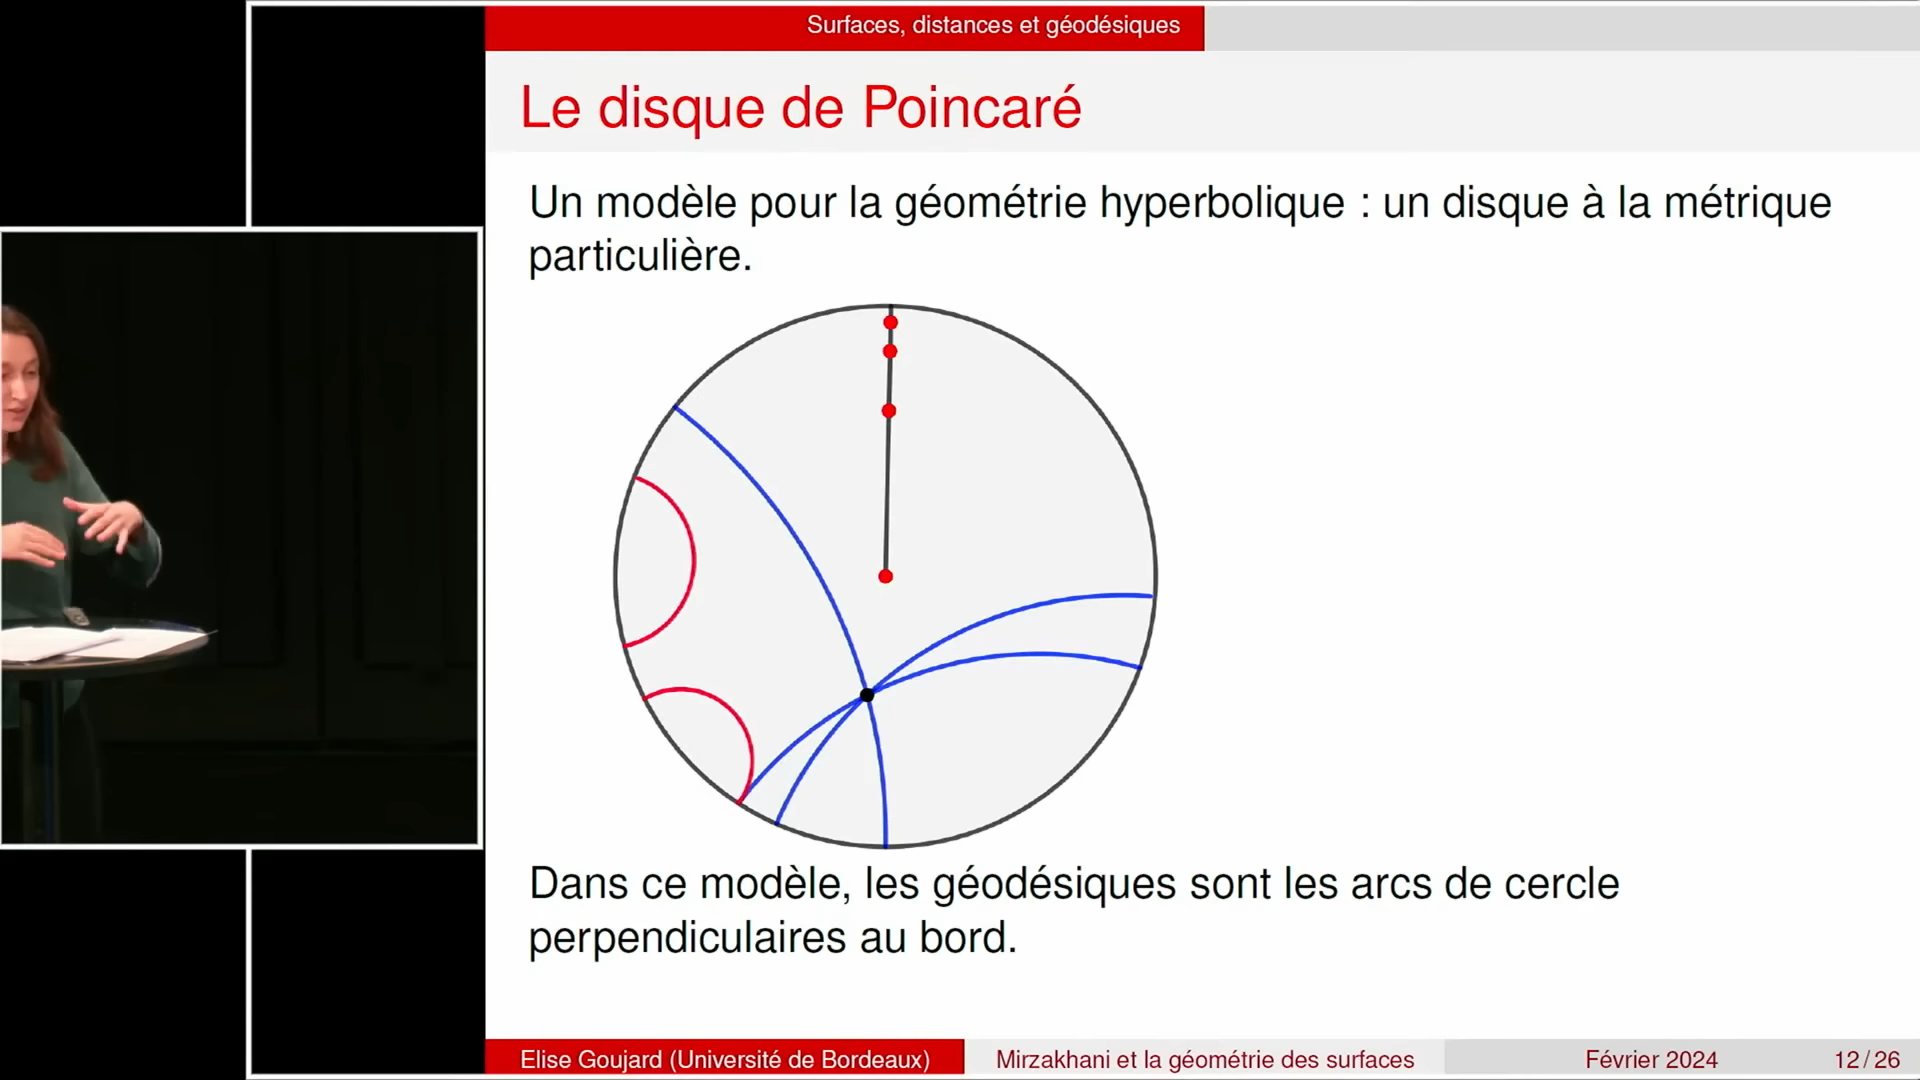 Surfaces, distances et géodésiques
Le disque de Poincaré
Un modèle pour la géométrie hyperbolique : un disque à la métrique
particulière.
Dans ce modèle, les géodésiques sont les arcs de cercle
perpendiculaires au bord.
Elise Goujard (Université de Bordeaux)
Mirzakhani et la géométrie des surfaces
Février 2024
12 / 26